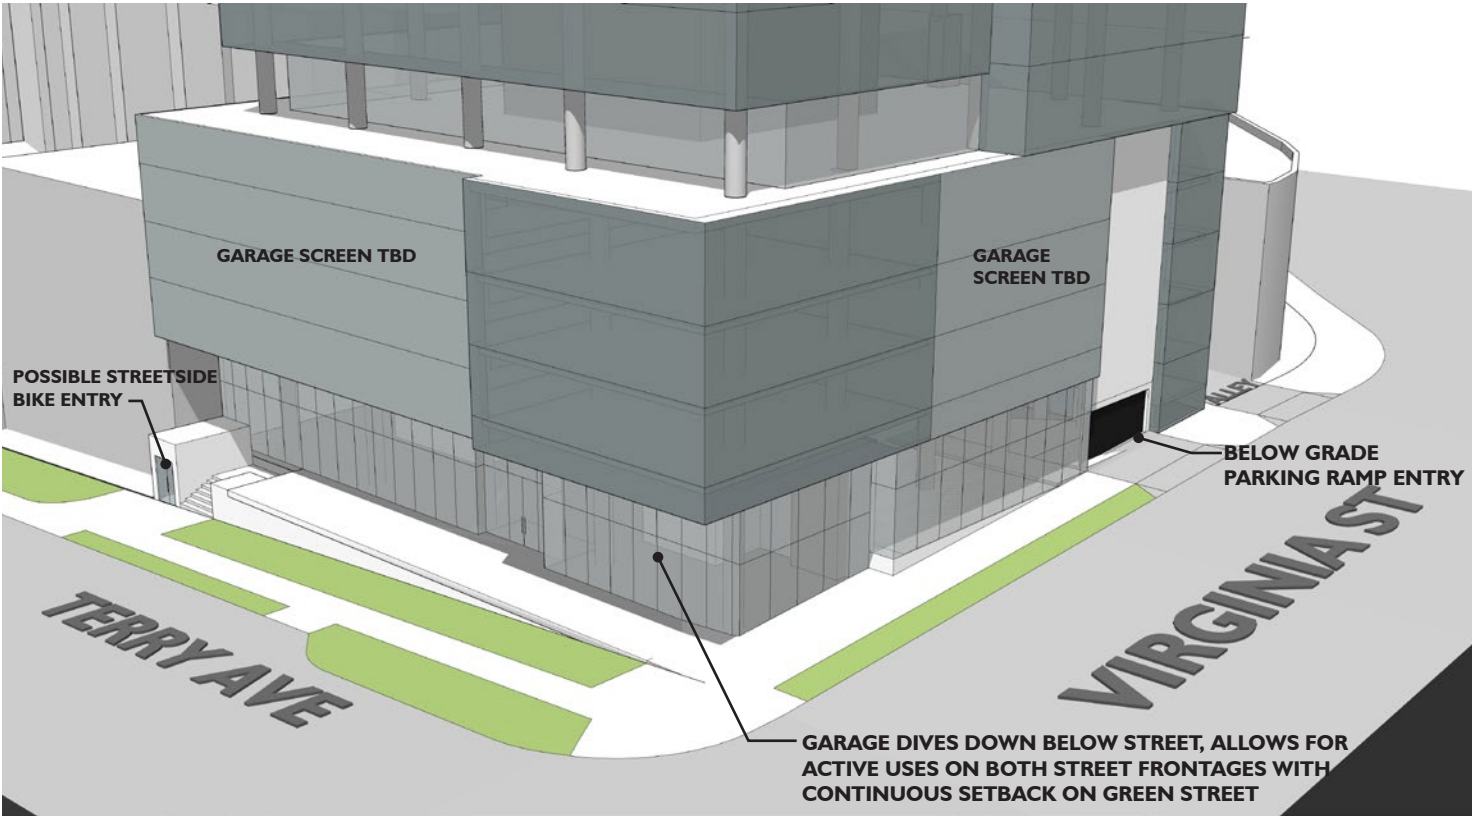 GARAGE SCREEN TBD
GARAGE
SCREEN TBD
POSSIBLE STREETSIDE
BIKE ENTRY
ALLEY
BELOW GRADE
PARKING RAMP ENTRY
TERRY AVE
VIRGINIA ST
GARAGE DIVES DOWN BELOW STREET, ALLOWS FOR
ACTIVE USES ON BOTH STREET FRONTAGES WITH
CONTINUOUS SETBACK ON GREEN STREET